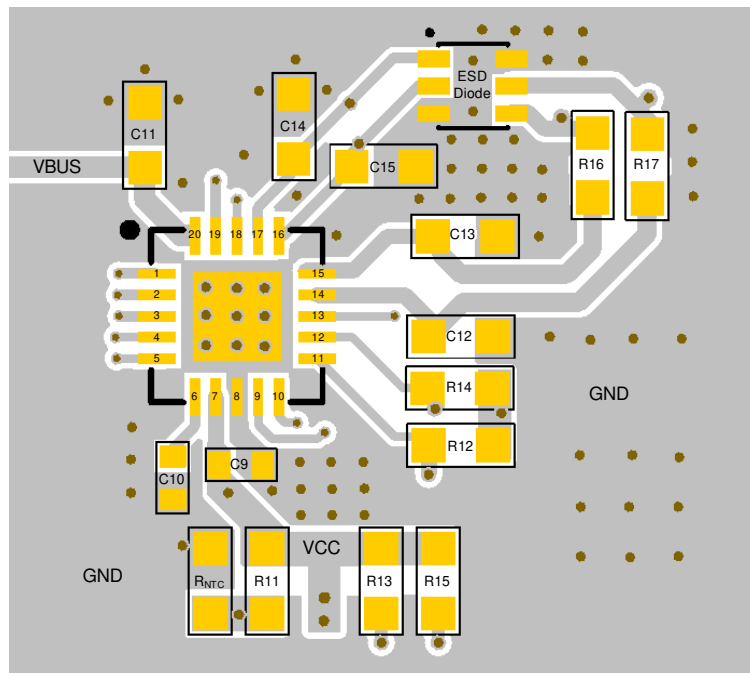 ESD
Diode
C14
C11
C15
R16
R17
VBUS
20 19 18 17 16
C13
1
2
3
4
5
15
14
13
12
11
C12
R14
GND
6 7 8 9 10
R12
C9
C10
VCC
GND
RNTC
R11
R13
R15